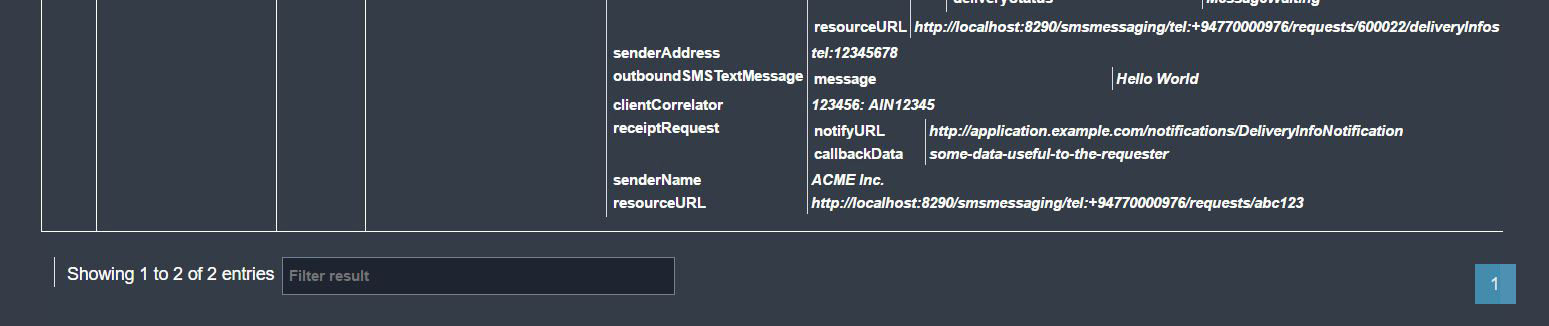 deliveryStatus MessageWaiting
resourceURL http://localhost:8290/smsmessaging/tel:+94770000976/requests/600022/deliveryInfos
senderAddress tel:12345678
outboundSMSTextMessage message Hello World
clientCorrelator 123456: AIN12345
receiptRequest notifyURL http://application.example.com/notifications/DeliveryInfoNotification
callbackData some-data-useful-to-the-requester
senderName ACME Inc.
resourceURL http://localhost:8290/smsmessaging/tel:+94770000976/requests/abc123
Showing 1 to 2 of 2 entries Filter result 1